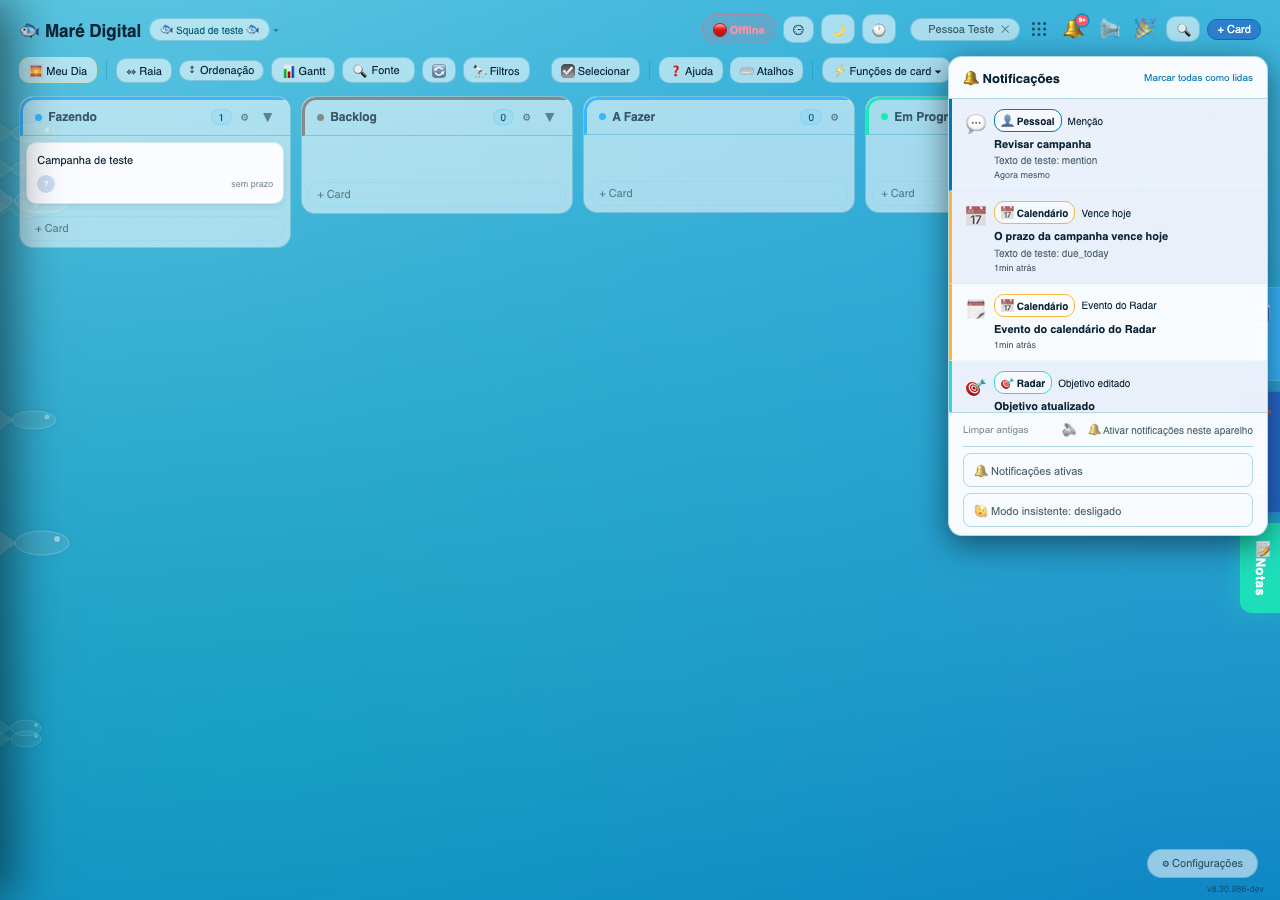 Maré Digital
Squad de teste
Offline
Pessoa Teste
9+
+ Card
Meu Dia
Raia
Ordenação
Gantt
Fonte
Filtros
Selecionar
Ajuda
Atalhos
Funções de card
Fazendo
1
Campanha de teste
?
sem prazo
+ Card
Backlog
0
+ Card
A Fazer
0
+ Card
Em Progr
+ Card
Notificações
Marcar todas como lidas
Pessoal Menção
Revisar campanha
Texto de teste: mention
Agora mesmo
17
Calendário Vence hoje
O prazo da campanha vence hoje
Texto de teste: due_today
1min atrás
Calendário Evento do Radar
Evento do calendário do Radar
1min atrás
Radar Objetivo editado
Objetivo atualizado
Limpar antigas
Ativar notificações neste aparelho
Notificações ativas
Modo insistente: desligado
Notas
Configurações
v8.30.986-dev